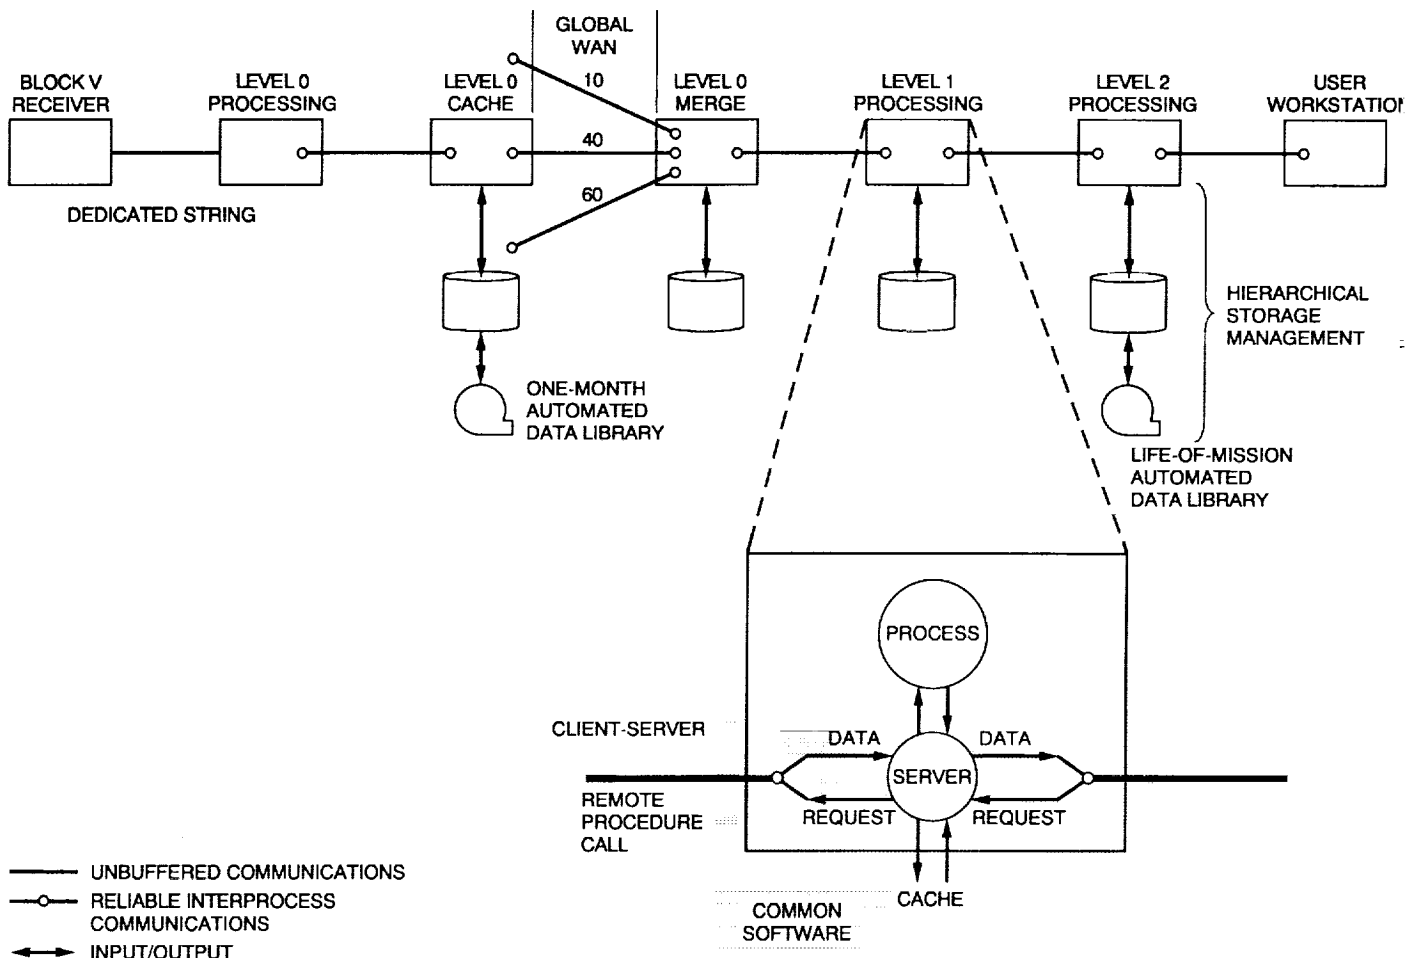 GLOBAL
WAN
BLOCK V
RECEIVER
LEVEL 0
PROCESSING
LEVEL 0
CACHE
10
40
60
LEVEL 0
MERGE
LEVEL 1
PROCESSING
LEVEL 2
PROCESSING
USER
WORKSTATION
DEDICATED STRING
HIERARCHICAL
STORAGE
MANAGEMENT
ONE-MONTH
AUTOMATED
DATA LIBRARY
LIFE-OF-MISSION
AUTOMATED
DATA LIBRARY
PROCESS
CLIENT-SERVER
DATA
DATA
SERVER
REMOTE
PROCEDURE
CALL
REQUEST
REQUEST
CACHE
COMMON
SOFTWARE
UNBUFFERED COMMUNICATIONS
RELIABLE INTERPROCESS
COMMUNICATIONS
INPUT/OUTPUT